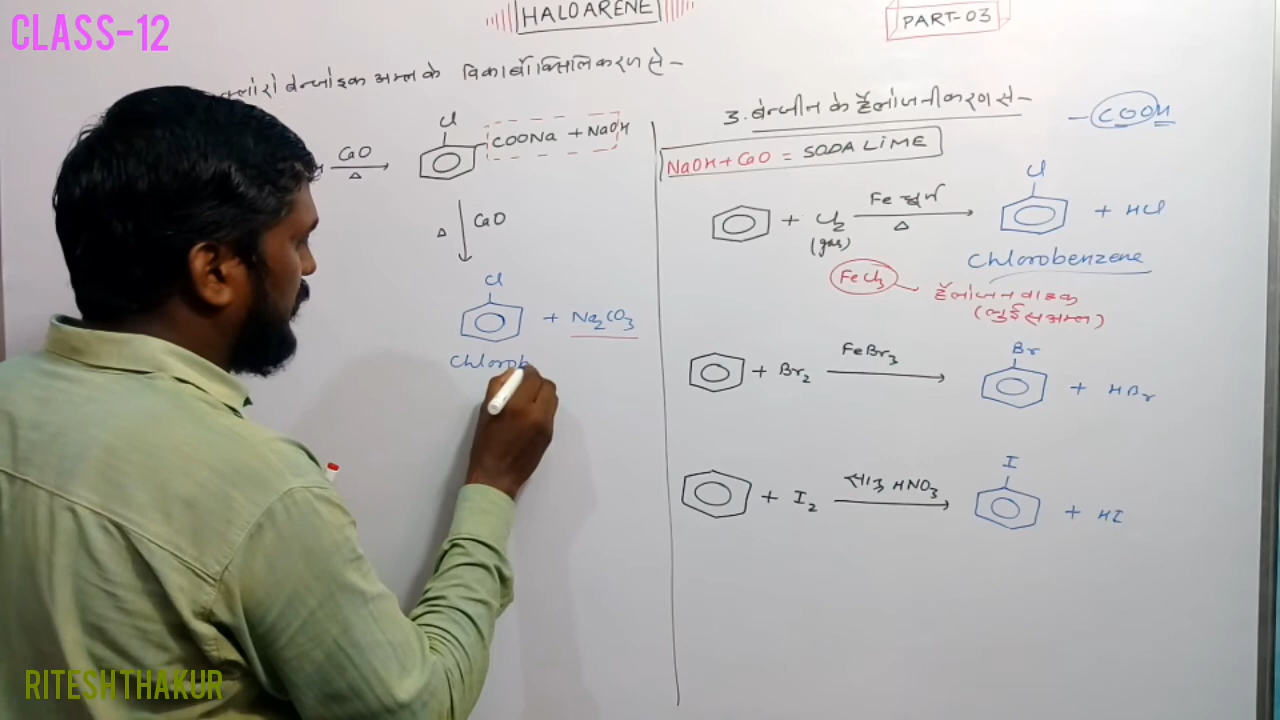 CLASS-12
HALOARENE
PART-03
क्लोरो बेन्जोइक अम्ल के विकार्बोक्सिलिकरण से -
CaO
Δ
Cl
COONa + NaOH
Δ CaO
Cl
+ Na2CO3
Chlorob
3. बेन्जीन के हैलोजनीकरण से -
- COOH
NaOH + CaO = SODA LIME
Cl
+ Cl2 Fe चूर्ण Δ + HCl
(gas)
Chlorobenzene
FeCl3 हैलोजन वाहक
(लुईस अम्ल)
Br
+ Br2 FeBr3 + HBr
I
+ I2 HNO3 + HI
RITESH THAKUR